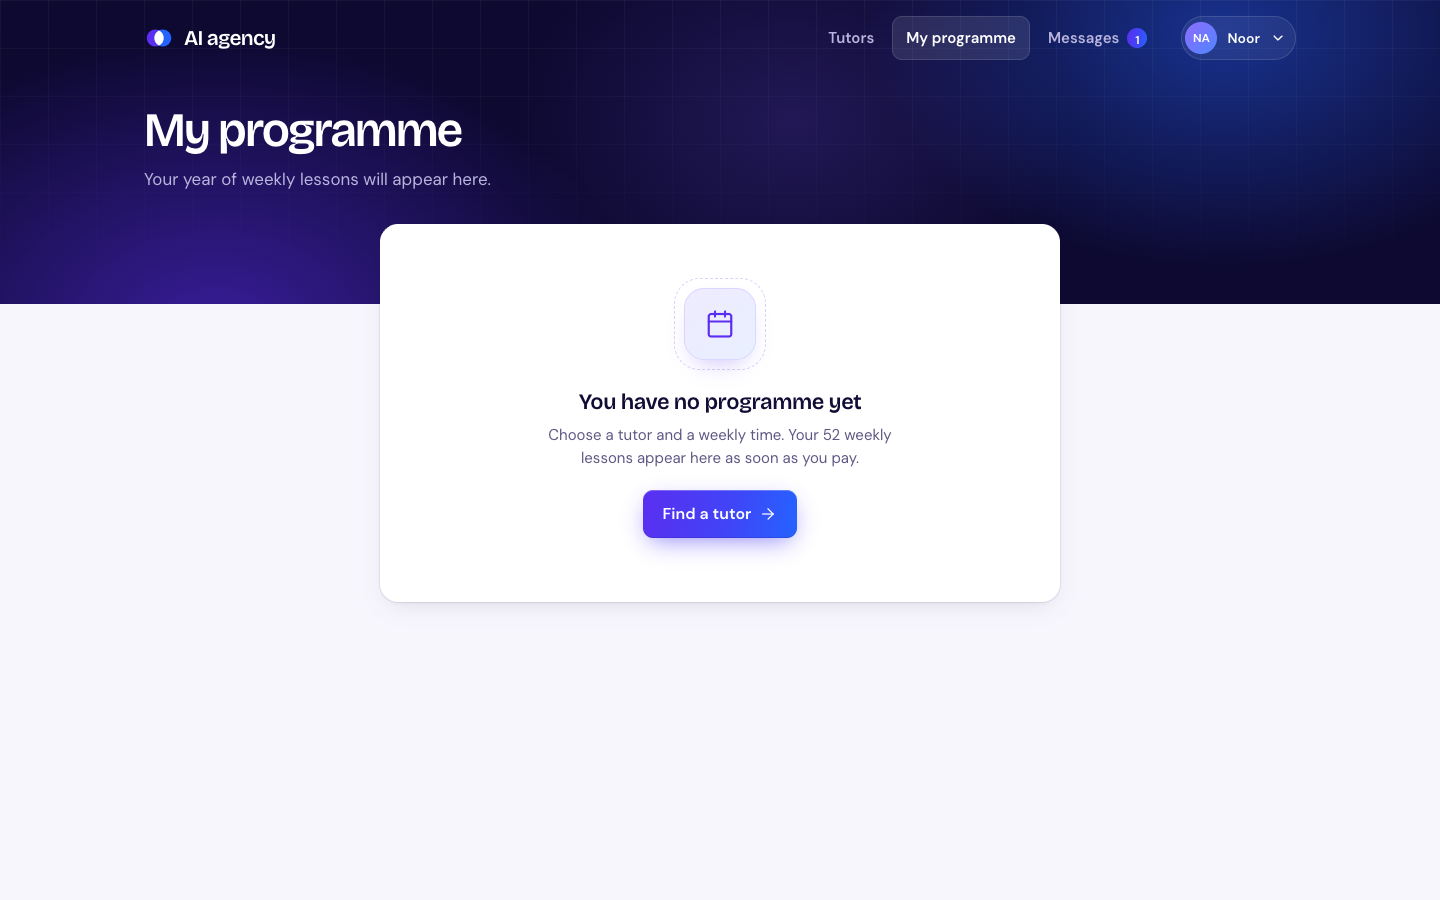 AI agency
Tutors
My programme
Messages 1
NA Noor
My programme
Your year of weekly lessons will appear here.
You have no programme yet
Choose a tutor and a weekly time. Your 52 weekly
lessons appear here as soon as you pay.
Find a tutor